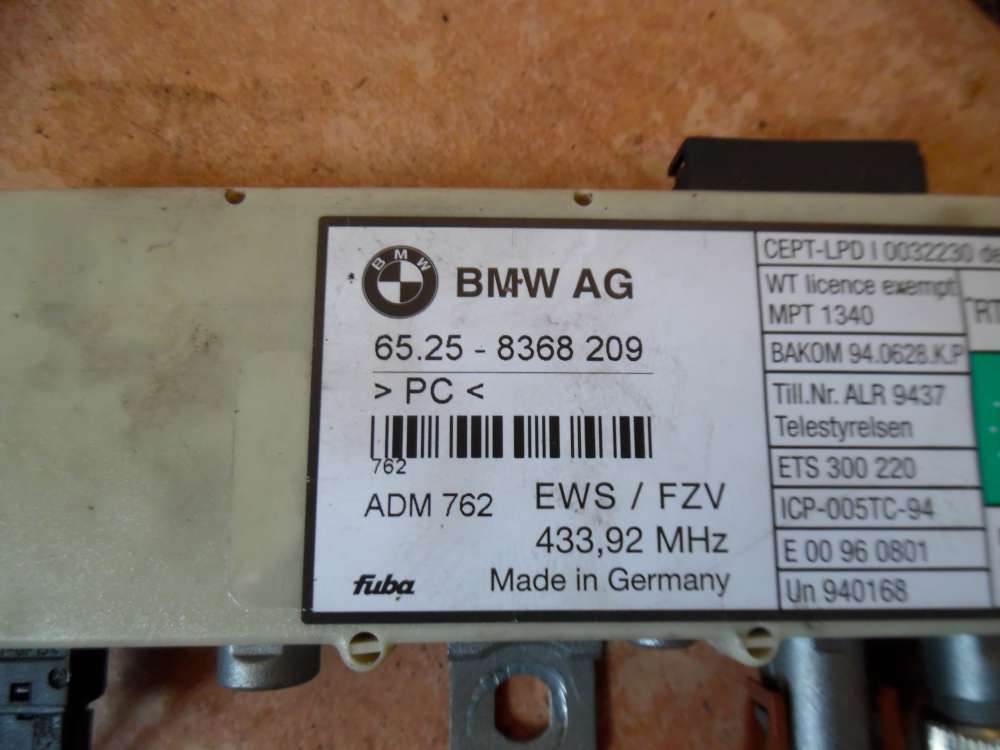 BMW
BMW AG
65.25 - 8368 209
> PC <
762
ADM 762
EWS / FZV
433,92 MHz
fuba
Made in Germany
CEPT-LPD I 0032230 de
WT licence exempt
MPT 1340
BAKOM 94.0628.K.P
Till.Nr. ALR 9437
Telestyrelsen
ETS 300 220
ICP-005TC-94
E 00 96 0801
Un 940168